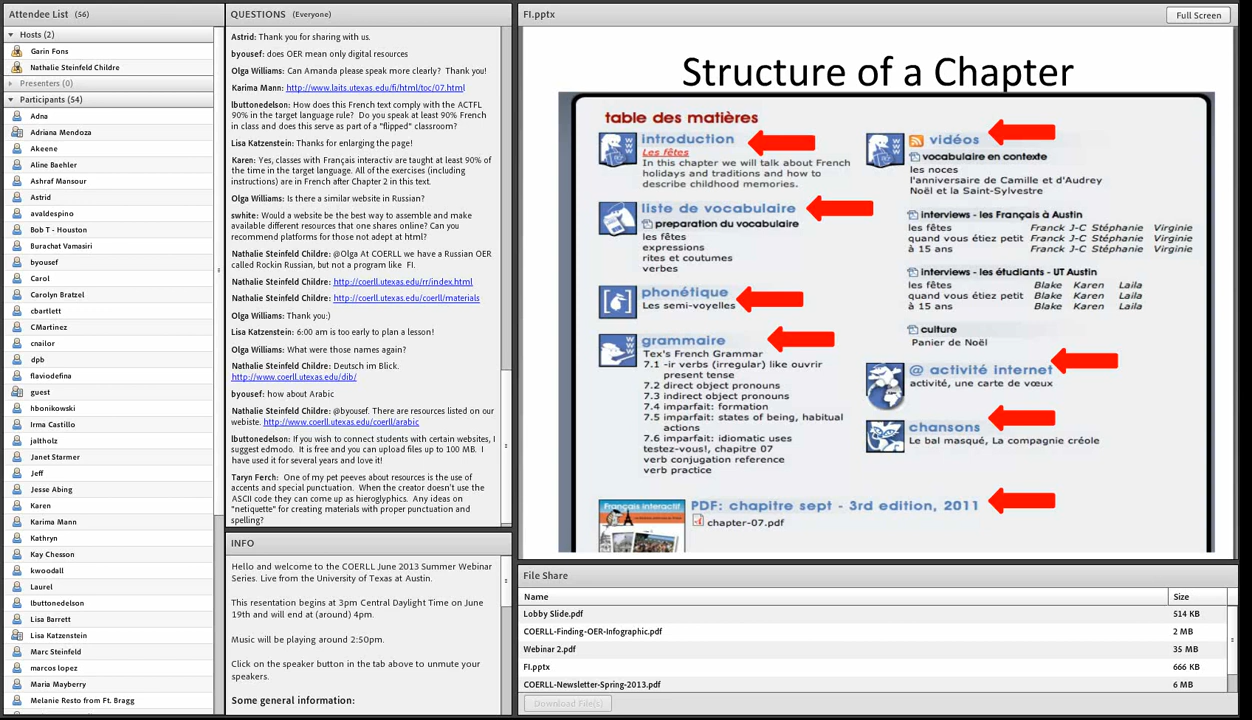 Attendee List (56)
Hosts (2)
Garin Fons
Nathalie Steinfeld Childre
Presenters (0)
Participants (54)
Adna
Adriana Mendoza
Akeene
Aline Baehler
Ashraf Mansour
Astrid
avaldespino
Bob T - Houston
Burachat Vamasiri
byousef
Carol
Carolyn Bratzel
cbartlett
CMartinez
cnailor
dpb
flaviodefina
guest
hbonikowski
Irma Castillo
jaltholz
Janet Starmer
Jeff
Jesse Abing
Karen
Karima Mann
Kathryn
Kay Chesson
kwoodall
Laurel
lbuttonedelson
Lisa Barrett
Lisa Katzenstein
Marc Steinfeld
marcos lopez
Maria Mayberry
Melanie Resto from Ft. Bragg
QUESTIONS (Everyone)
Astrid: Thank you for sharing with us.
byousef: does OER mean only digital resources
Olga Williams: Can Amanda please speak more clearly? Thank you!
Karima Mann: http://www.laits.utexas.edu/fi/html/toc/07.html
lbuttonedelson: How does this French text comply with the ACTFL
90% in the target language rule? Do you speak at least 90% French
in class and does this serve as part of a "flipped" classroom?
Lisa Katzenstein: Thanks for enlarging the page!
Karen: Yes, classes with Français interactiv are taught at least 90% of
the time in the target language. All of the exercises (including
instructions) are in French after Chapter 2 in this text.
Olga Williams: Is there a similar website in Russian?
swhite: Would a website be the best way to assemble and make
available different resources that one shares online? Can you
recommend platforms for those not adept at html?
Nathalie Steinfeld Childre: @Olga At COERLL we have a Russian OER
called Rockin Russian, but not a program like FI.
Nathalie Steinfeld Childre: http://coerll.utexas.edu/rr/index.html
Nathalie Steinfeld Childre: http://coerll.utexas.edu/coerll/materials
Olga Williams: Thank you:)
Lisa Katzenstein: 6:00 am is too early to plan a lesson!
Olga Williams: What were those names again?
Nathalie Steinfeld Childre: Deutsch im Blick.
http://www.coerll.utexas.edu/dib/
byousef: how about Arabic
Nathalie Steinfeld Childre: @byousef. There are resources listed on our
webiste. http://www.coerll.utexas.edu/coerll/arabic
lbuttonedelson: If you wish to connect students with certain websites, I
suggest edmodo. It is free and you can upload files up to 100 MB. I
have used it for several years and love it!
Taryn Ferch: One of my pet peeves about resources is the use of
accents and special punctuation. When the creator doesn't use the
ASCII code they can come up as hieroglyphics. Any ideas on
"netiquette" for creating materials with proper punctuation and
spelling?
INFO
Hello and welcome to the COERLL June 2013 Summer Webinar
Series. Live from the University of Texas at Austin.
This resentation begins at 3pm Central Daylight Time on June
19th and will end at (around) 4pm.
Music will be playing around 2:50pm.
Click on the speaker button in the tab above to unmute your
speakers.
Some general information:
FI.pptx
Full Screen
Structure of a Chapter
table des matières
introduction
Les fêtes
In this chapter we will talk about French
holidays and traditions and how to
describe childhood memories.
liste de vocabulaire
preparation du vocabulaire
les fêtes
expressions
rites et coutumes
verbes
phonétique
Les semi-voyelles
grammaire
Tex's French Grammar
7.1 -ir verbs (irregular) like ouvrir
present tense
7.2 direct object pronouns
7.3 indirect object pronouns
7.4 imparfait: formation
7.5 imparfait: states of being, habitual
actions
7.6 imparfait: idiomatic uses
testez-vous!, chapitre 07
verb conjugation reference
verb practice
vidéos
vocabulaire en contexte
les noces
l'anniversaire de Camille et d'Audrey
Noël et la Saint-Sylvestre
interviews - les Français à Austin
les fêtes Franck J-C Stéphanie Virginie
quand vous étiez petit Franck J-C Stéphanie Virginie
à 15 ans Franck J-C Stéphanie Virginie
interviews - les étudiants - UT Austin
les fêtes Blake Karen Laila
quand vous étiez petit Blake Karen Laila
à 15 ans Blake Karen Laila
culture
Panier de Noël
@ activité internet
activité, une carte de vœux
chansons
Le bal masqué, La compagnie créole
Français interactif
PDF: chapitre sept - 3rd edition, 2011
chapter-07.pdf
File Share
Name Size
Lobby Slide.pdf 514 KB
COERLL-Finding-OER-Infographic.pdf 2 MB
Webinar 2.pdf 35 MB
FI.pptx 666 KB
COERLL-Newsletter-Spring-2013.pdf 6 MB
Download File(s)